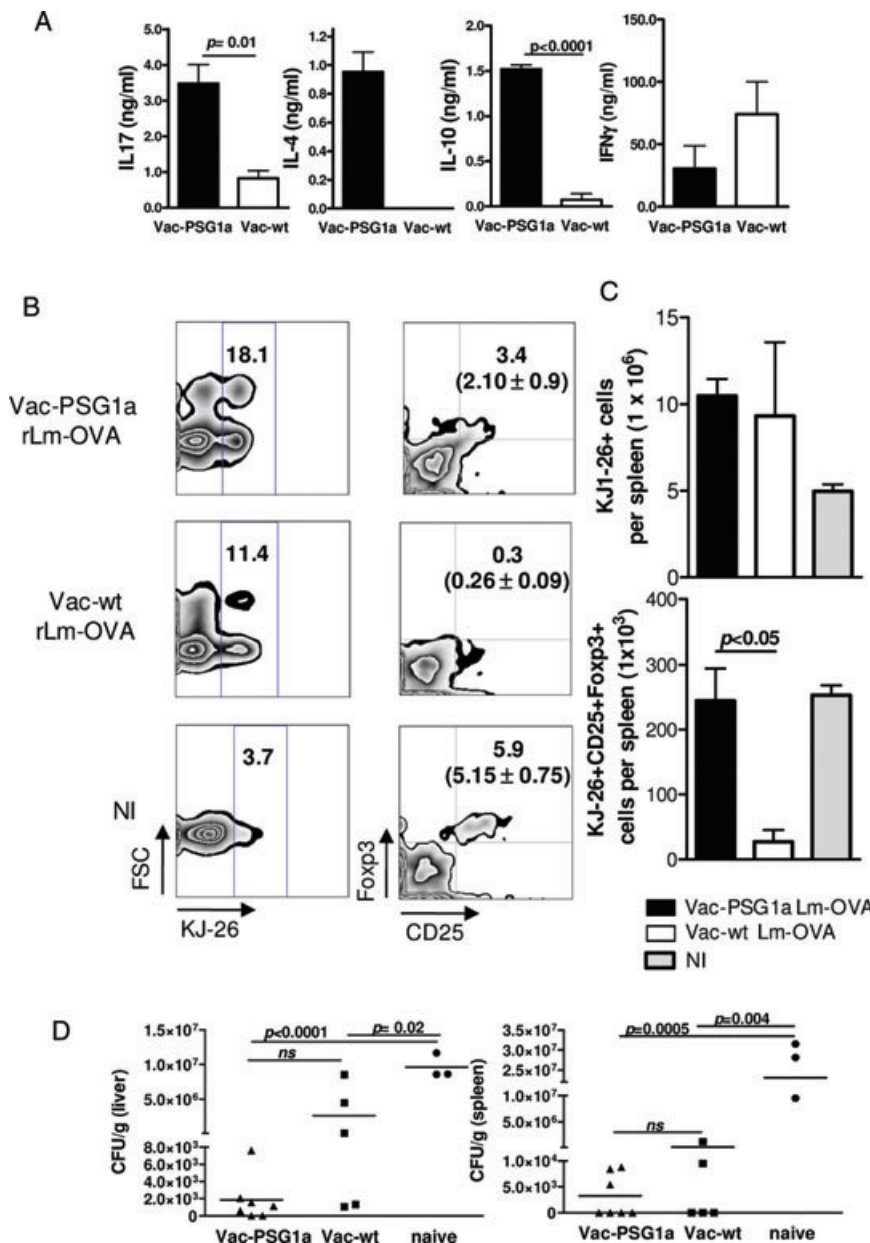 A
IL17 (ng/ml)
5.0
4.0
3.0
2.0
1.0
0.0
p= 0.01
Vac-PSG1a Vac-wt
IL-4 (ng/ml)
1.2
1.0
0.8
0.6
0.4
0.2
0.0
Vac-PSG1a Vac-wt
IL-10 (ng/ml)
2.0
1.5
1.0
0.5
0.0
p<0.0001
Vac-PSG1a Vac-wt
IFNγ (ng/ml)
150.0
100.0
50.0
0.0
Vac-PSG1a Vac-wt
B
Vac-PSG1a
rLm-OVA
18.1
3.4
(2.10 ± 0.9)
Vac-wt
rLm-OVA
11.4
0.3
(0.26 ± 0.09)
NI
3.7
5.9
(5.15 ± 0.75)
FSC
KJ-26
Foxp3
CD25
C
KJ1-26+ cells
per spleen (1 x 10⁶)
15
10
5
0
KJ-26+CD25+Foxp3+
cells per spleen (1x10³)
400
300
200
100
0
p<0.05
Vac-PSG1a Lm-OVA
Vac-wt Lm-OVA
NI
D
CFU/g (liver)
1.5×10⁷
1.0×10⁷
5.0×10⁶
8.0×10³
6.0×10³
4.0×10³
2.0×10³
0
p<0.0001
p= 0.02
ns
Vac-PSG1a Vac-wt naive
CFU/g (spleen)
3.5×10⁷
3.0×10⁷
2.5×10⁷
2.0×10⁷
1.0×10⁷
1.0×10⁴
5.0×10³
0
p=0.0005
p=0.004
ns
Vac-PSG1a Vac-wt naive